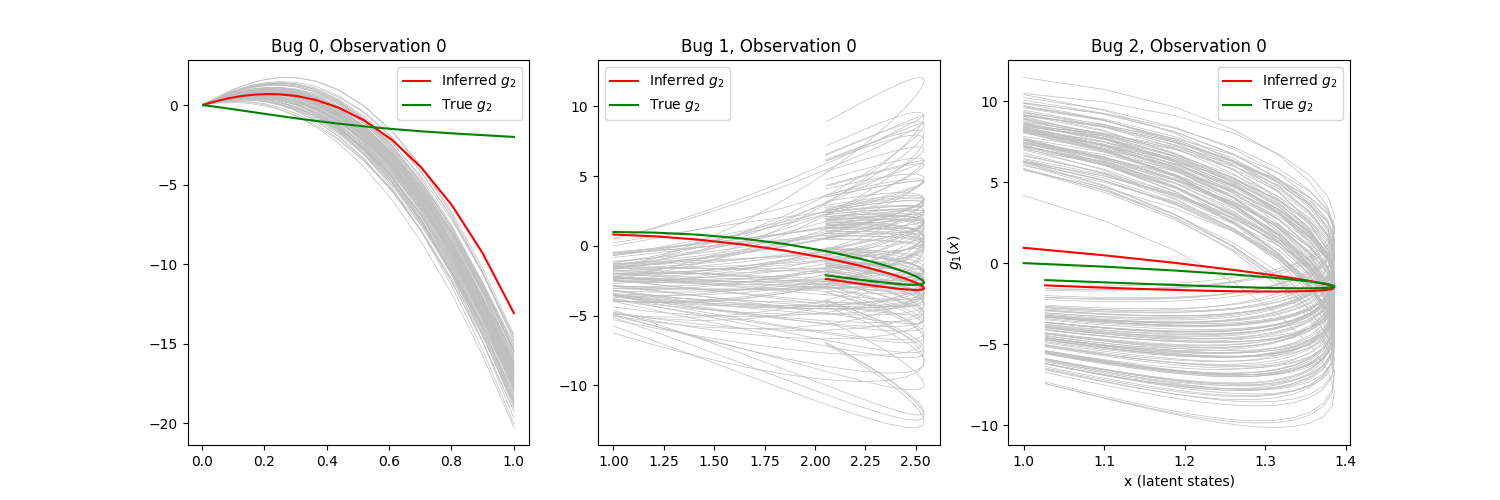 Bug 0, Observation 0
Inferred g₂
True g₂
0
−5
−10
−15
−20
0.0 0.2 0.4 0.6 0.8 1.0
Bug 1, Observation 0
Inferred g₂
True g₂
10
5
0
−5
−10
1.00 1.25 1.50 1.75 2.00 2.25 2.50
Bug 2, Observation 0
Inferred g₂
True g₂
g₁(x)
10
5
0
−5
−10
1.0 1.1 1.2 1.3 1.4
x (latent states)